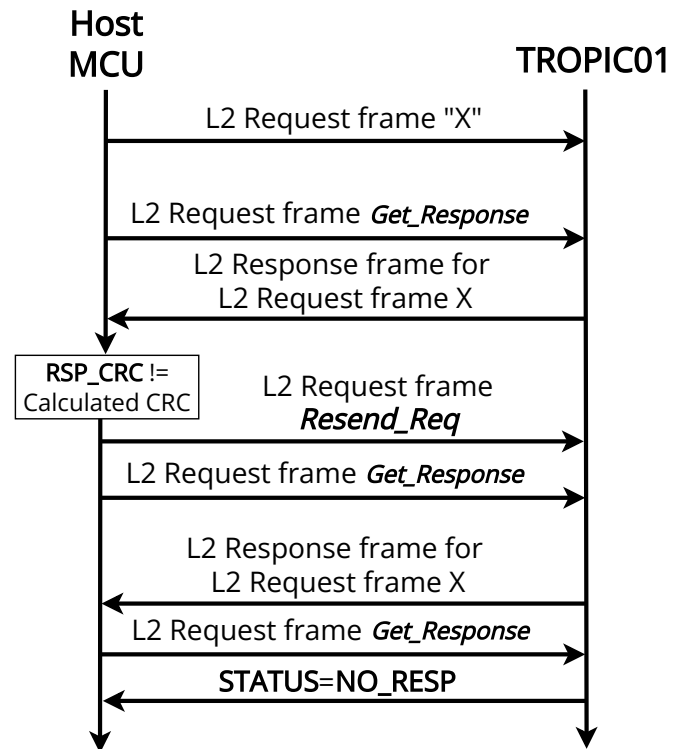 Host
MCU
TROPIC01
L2 Request frame "X"
L2 Request frame Get_Response
L2 Response frame for
L2 Request frame X
RSP_CRC !=
Calculated CRC
L2 Request frame
Resend_Req
L2 Request frame Get_Response
L2 Response frame for
L2 Request frame X
L2 Request frame Get_Response
STATUS=NO_RESP